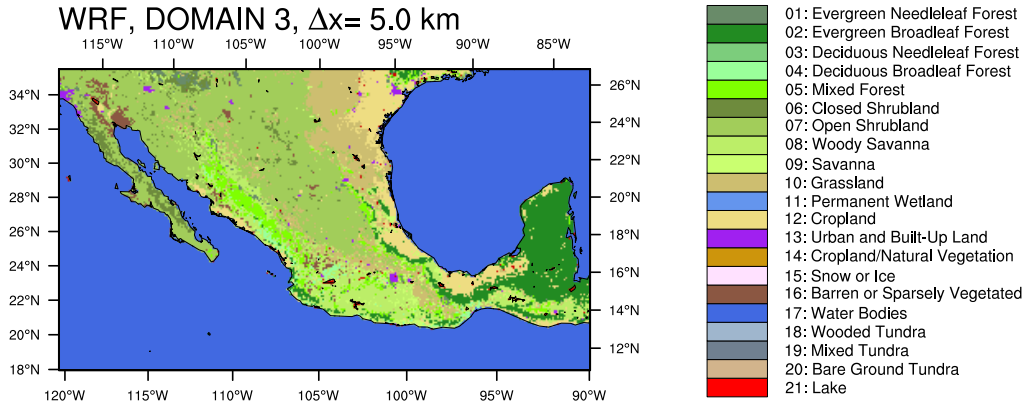 WRF, DOMAIN 3, Δx= 5.0 km
115°W 110°W 105°W 100°W 95°W 90°W 85°W
34°N
32°N
30°N
28°N
26°N
24°N
22°N
20°N
18°N
26°N
24°N
22°N
20°N
18°N
16°N
14°N
12°N
120°W 115°W 110°W 105°W 100°W 95°W 90°W
01: Evergreen Needleleaf Forest
02: Evergreen Broadleaf Forest
03: Deciduous Needleleaf Forest
04: Deciduous Broadleaf Forest
05: Mixed Forest
06: Closed Shrubland
07: Open Shrubland
08: Woody Savanna
09: Savanna
10: Grassland
11: Permanent Wetland
12: Cropland
13: Urban and Built-Up Land
14: Cropland/Natural Vegetation
15: Snow or Ice
16: Barren or Sparsely Vegetated
17: Water Bodies
18: Wooded Tundra
19: Mixed Tundra
20: Bare Ground Tundra
21: Lake